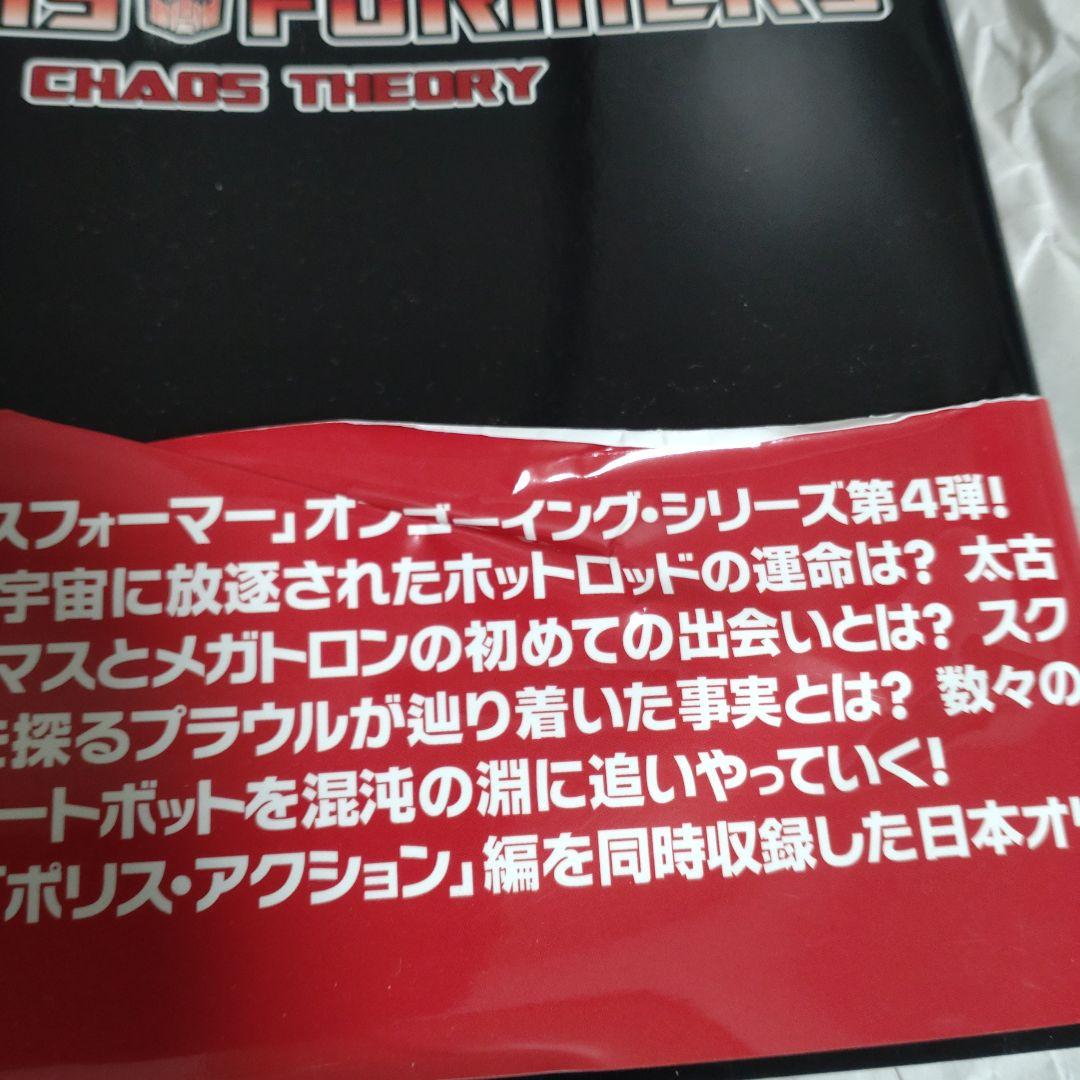 FORMERS
CHAOS THEORY
スフォーマー」オンゴーイング・シリーズ第4弾!
宇宙に放逐されたホットロッドの運命は? 太古
マスとメガトロンの初めての出会いとは? スク
を探るプラウルが辿り着いた事実とは? 数々の
ートボットを混沌の淵に追いやっていく!
「ポリス・アクション」編を同時収録した日本オリ